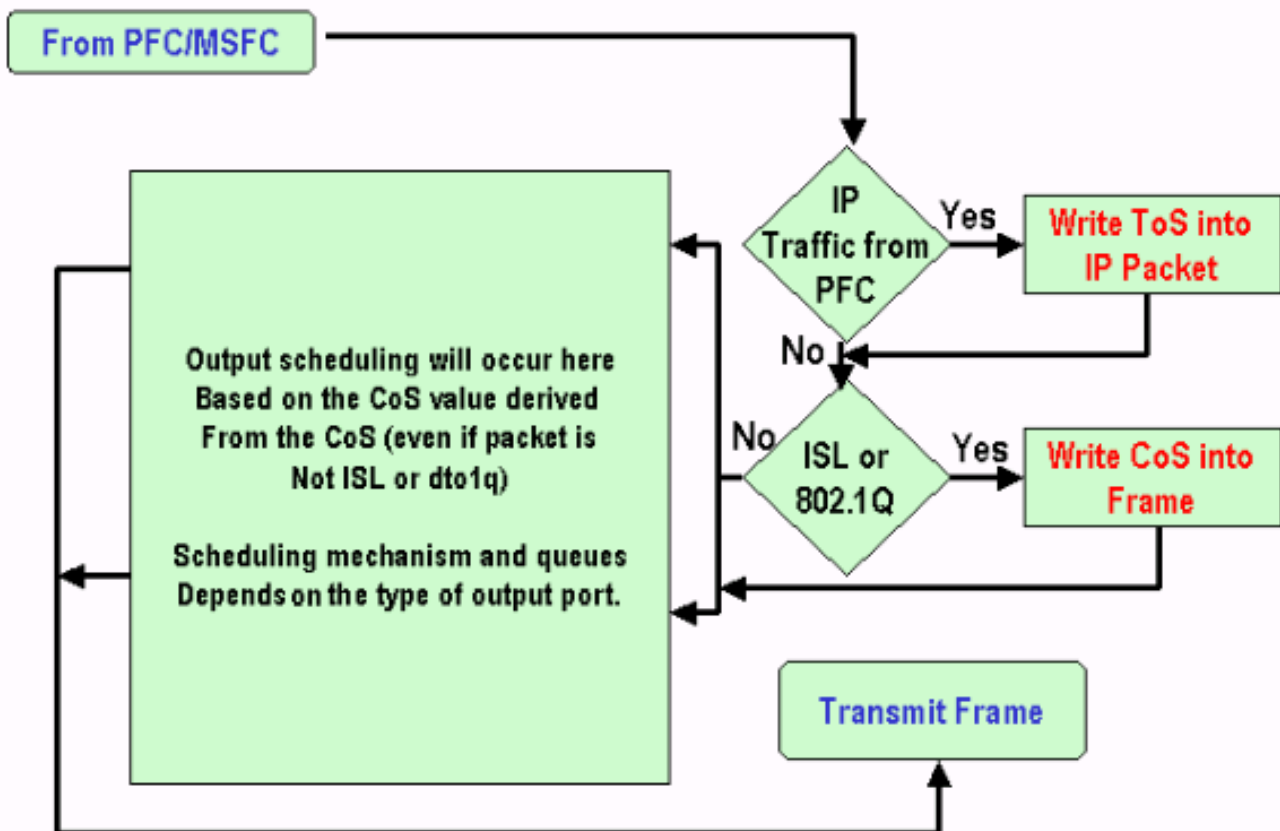 From PFC/MSFC
IP
Traffic from
PFC
Yes
Write ToS into
IP Packet
No
ISL or
802.1Q
Yes
Write CoS into
Frame
No
Output scheduling will occur here
Based on the CoS value derived
From the CoS (even if packet is
Not ISL or dto1q)
Scheduling mechanism and queues
Depends on the type of output port.
Transmit Frame